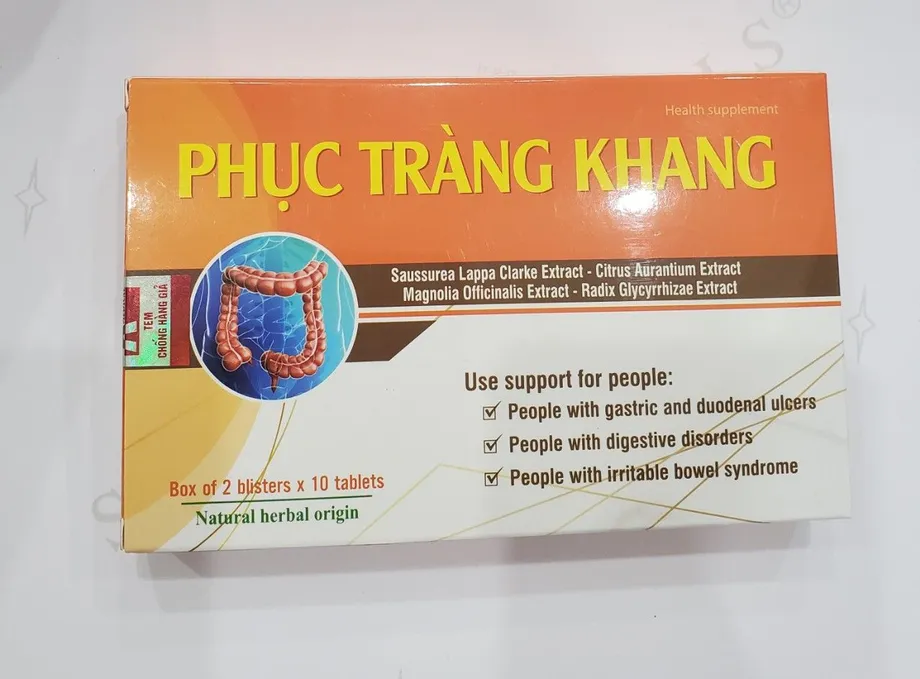 Health supplement
PHỤC TRÀNG KHANG
Saussurea Lappa Clarke Extract - Citrus Aurantium Extract
Magnolia Officinalis Extract - Radix Glycyrrhizae Extract
TEM
CHỐNG HÀNG GIẢ
Use support for people:
People with gastric and duodenal ulcers
People with digestive disorders
People with irritable bowel syndrome
Box of 2 blisters x 10 tablets
Natural herbal origin